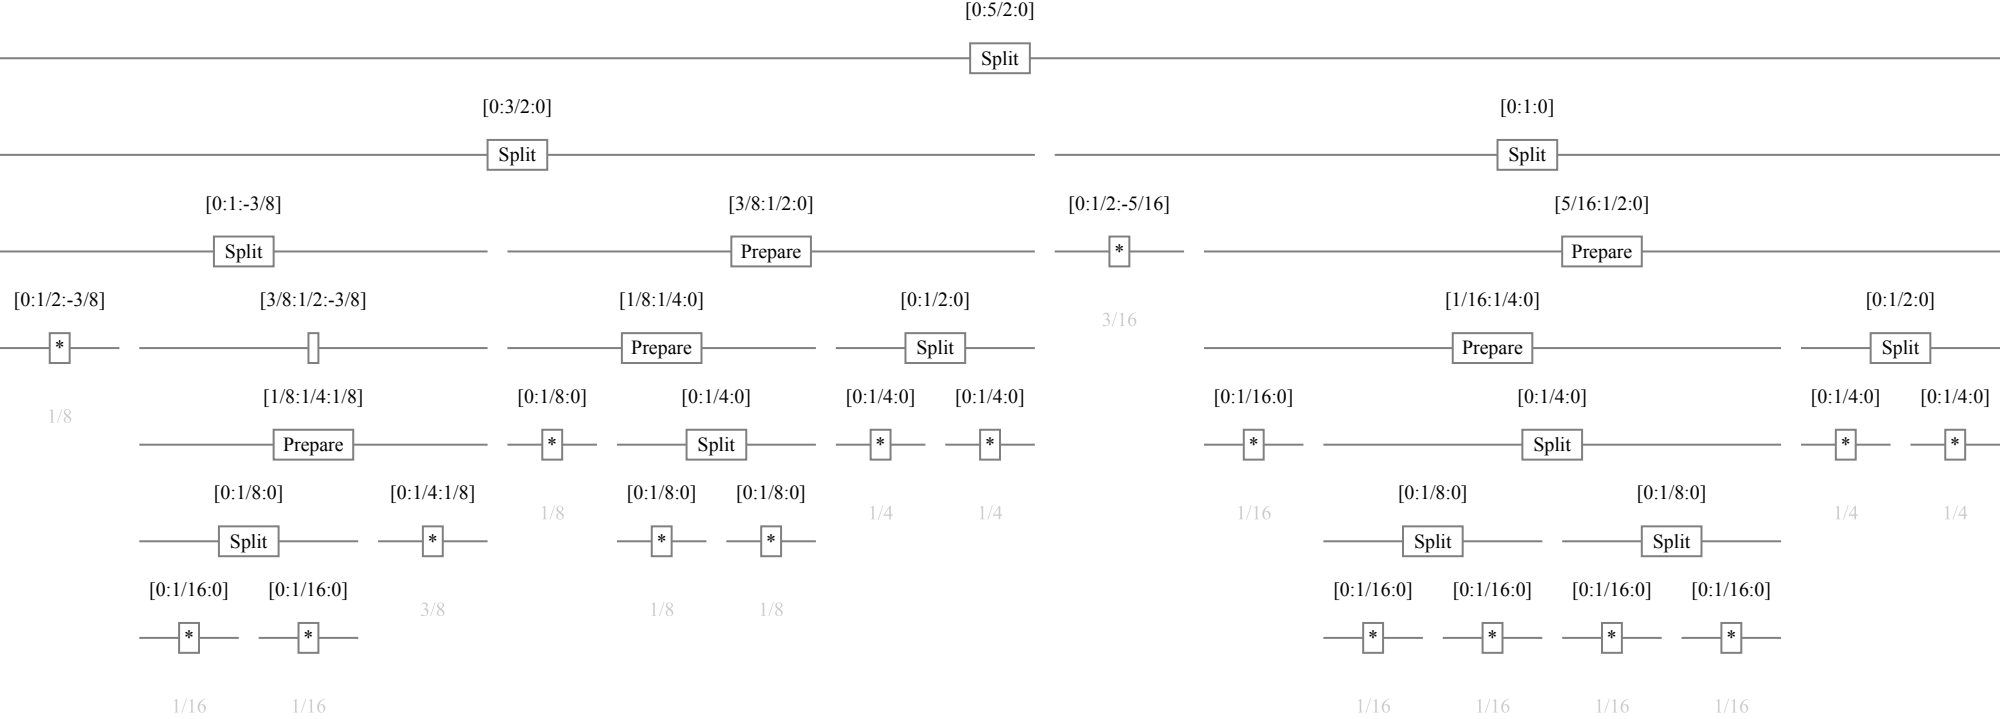 [0:5/2:0]
Split
[0:3/2:0] [0:1:0]
Split Split
[0:1:-3/8] [3/8:1/2:0] [0:1/2:-5/16] [5/16:1/2:0]
Split Prepare * Prepare
[0:1/2:-3/8] [3/8:1/2:-3/8] [1/8:1/4:0] [0:1/2:0] 3/16 [1/16:1/4:0] [0:1/2:0]
* Prepare Split Prepare Split
1/8 [1/8:1/4:1/8] [0:1/8:0] [0:1/4:0] [0:1/4:0] [0:1/4:0] [0:1/16:0] [0:1/4:0] [0:1/4:0] [0:1/4:0]
Prepare * Split * * * Split * *
[0:1/8:0] [0:1/4:1/8] 1/8 [0:1/8:0] [0:1/8:0] 1/4 1/4 1/16 [0:1/8:0] [0:1/8:0] 1/4 1/4
Split * * * Split Split
[0:1/16:0] [0:1/16:0] 3/8 1/8 1/8 [0:1/16:0] [0:1/16:0] [0:1/16:0] [0:1/16:0]
* * * * * *
1/16 1/16 1/16 1/16 1/16 1/16